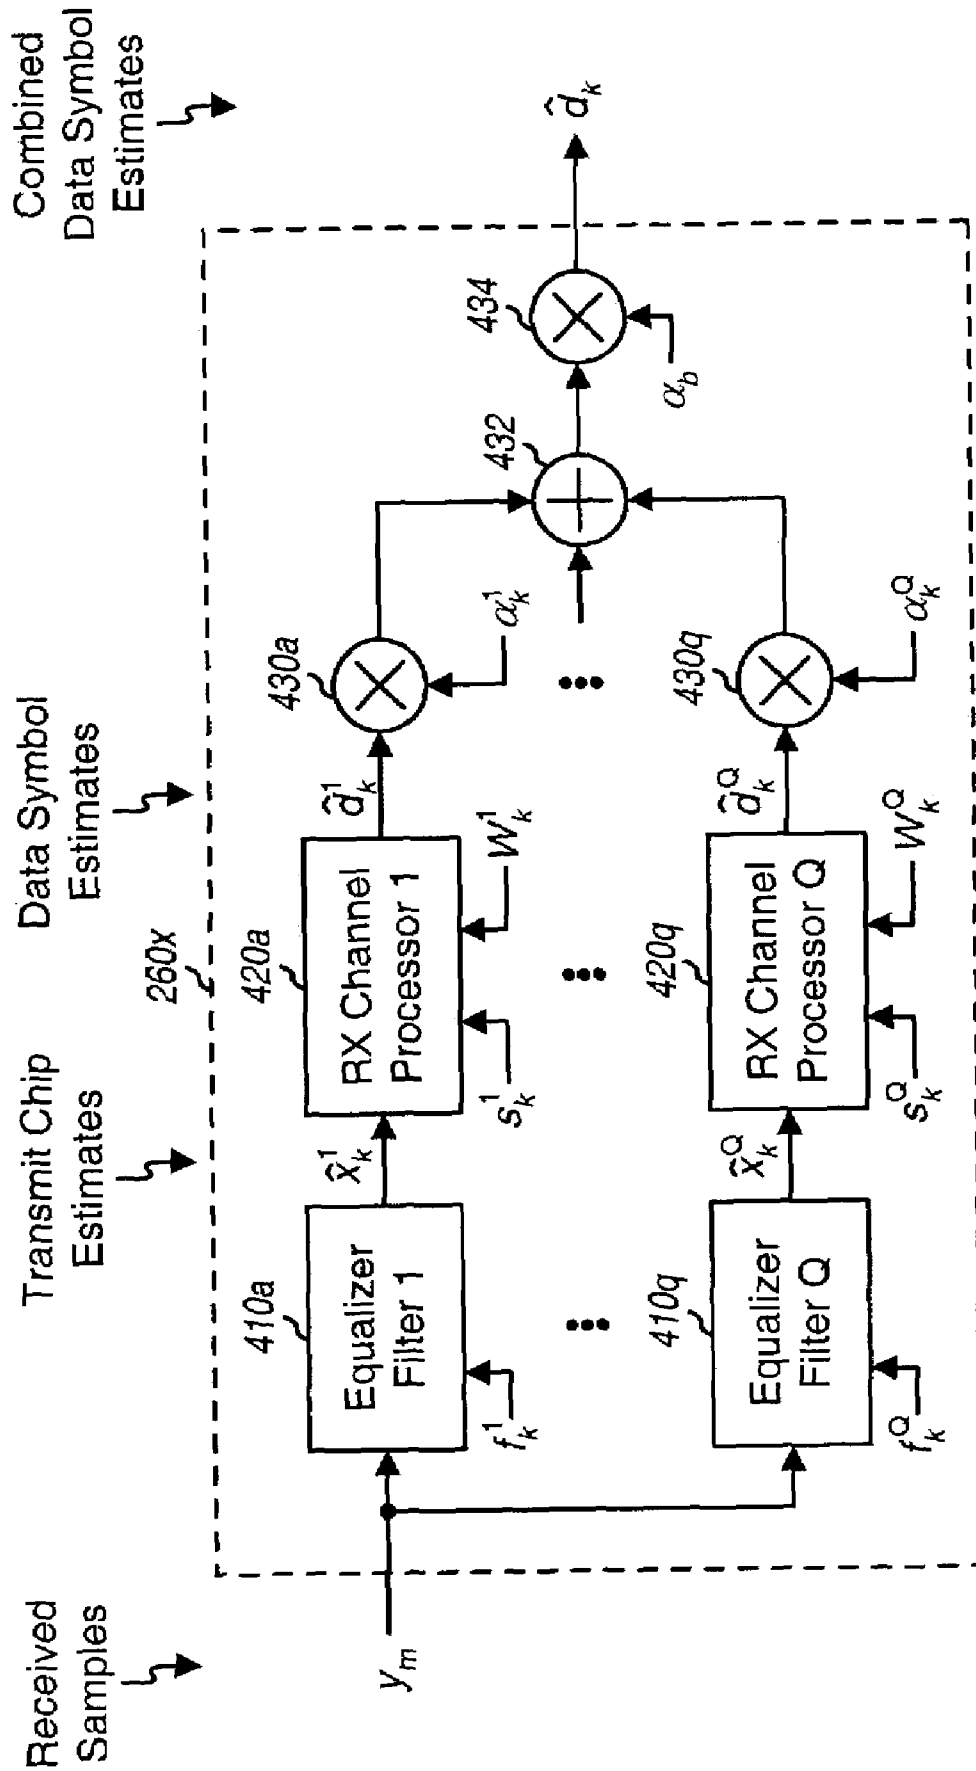 Received
Samples
Transmit Chip
Estimates
Data Symbol
Estimates
Combined
Data Symbol
Estimates
260x
y_m
410a
Equalizer
Filter 1
f_k^1
x̂_k^1
420a
RX Channel
Processor 1
s_k^1
W_k^1
d̂_k^1
430a
α_k^1
432
434
α_b
d̂_k
410q
Equalizer
Filter Q
f_k^Q
x̂_k^Q
420q
RX Channel
Processor Q
s_k^Q
W_k^Q
d̂_k^Q
430q
α_k^Q